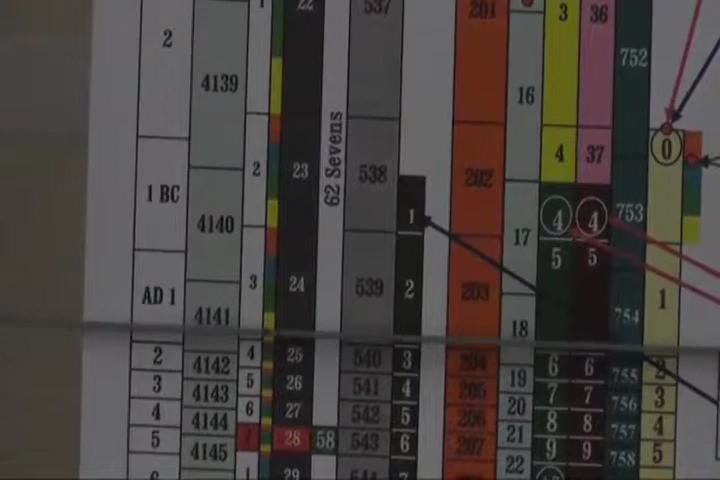 1 22 537 201 3 36
2 4139 16 752
2 23 538 202 4 37 0
62 Sevens
1 BC 4140 1 17 4 4 753
5 5
AD 1 3 24 539 2 203 754 1
4141 18
2 4142 4 25 540 3 204 19 6 6 755 2
3 4143 5 26 541 4 205 20 7 7 756 3
4 4144 6 27 542 5 206 21 8 8 757 4
5 4145 28 58 543 6 207 22 9 9 758 5
1 29